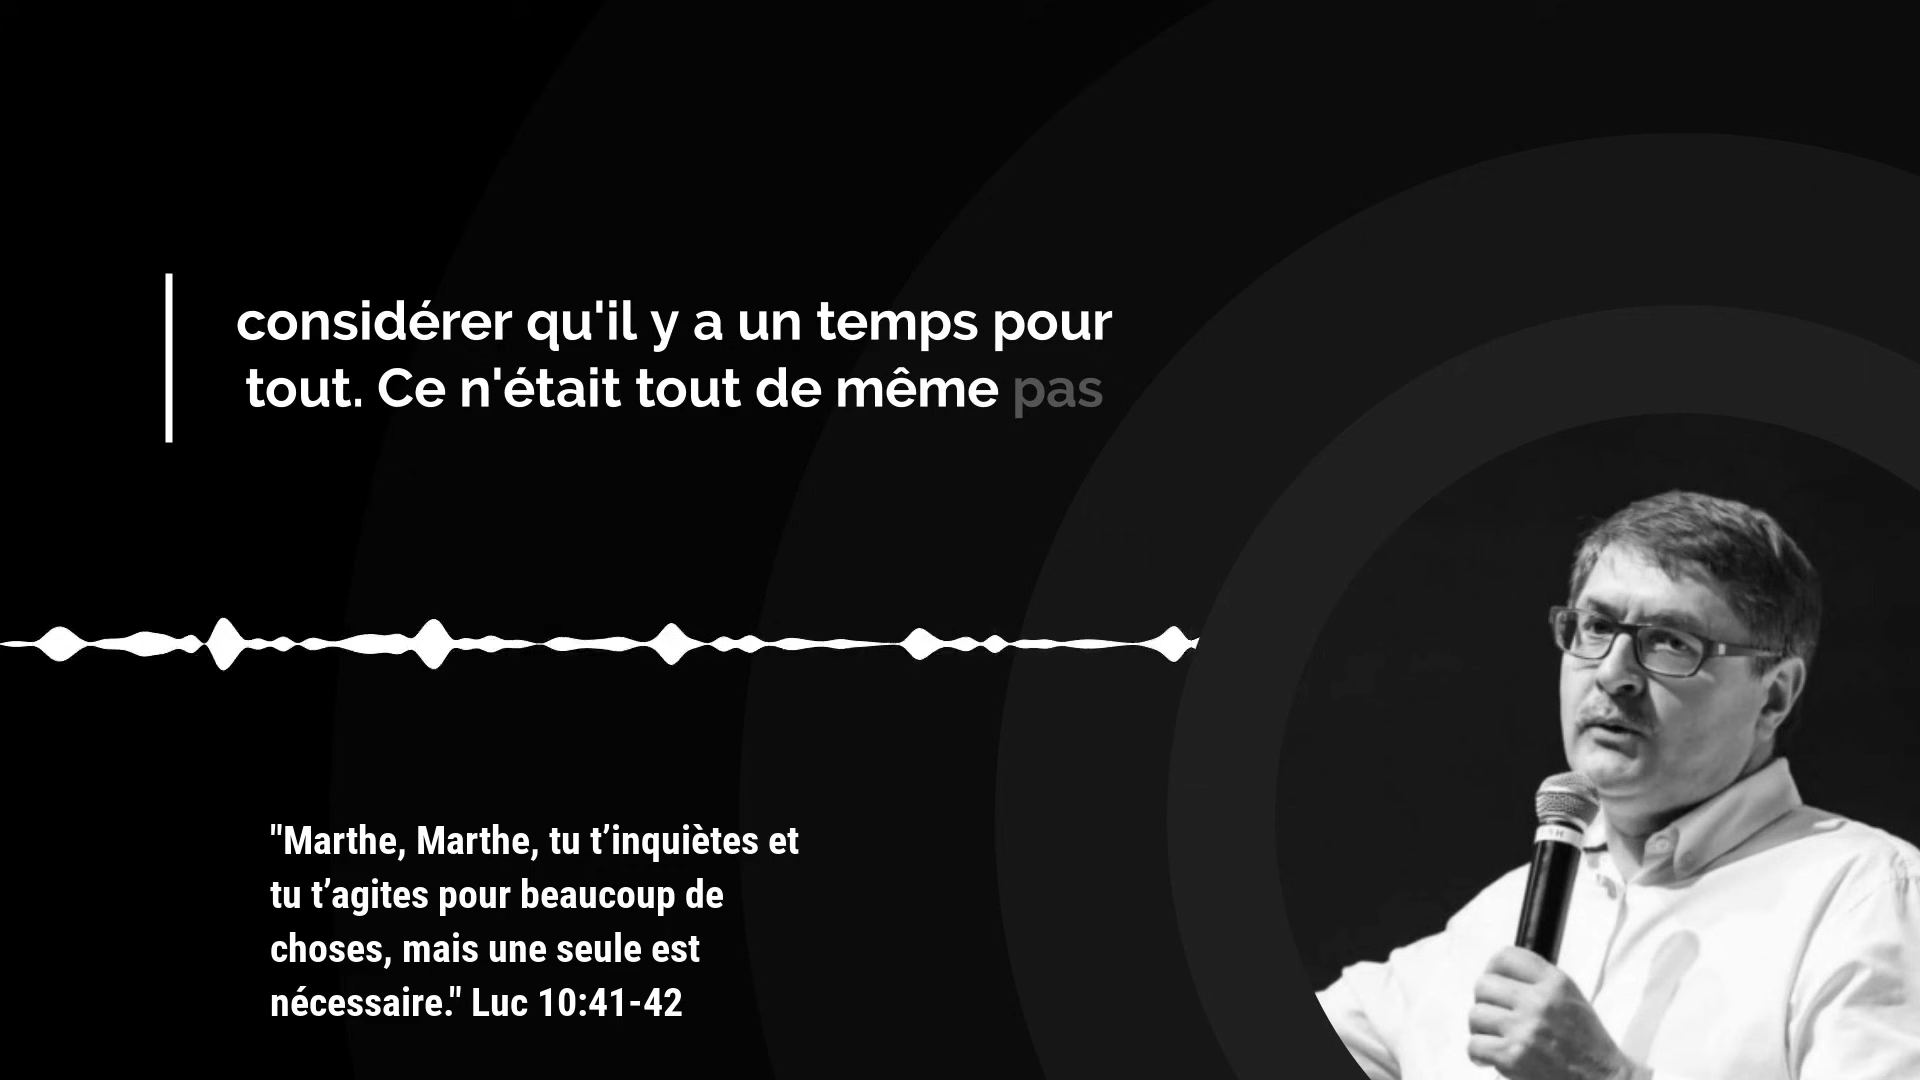 considérer qu'il y a un temps pour
tout. Ce n'était tout de même pas
"Marthe, Marthe, tu t’inquiètes et
tu t’agites pour beaucoup de
choses, mais une seule est
nécessaire." Luc 10:41-42